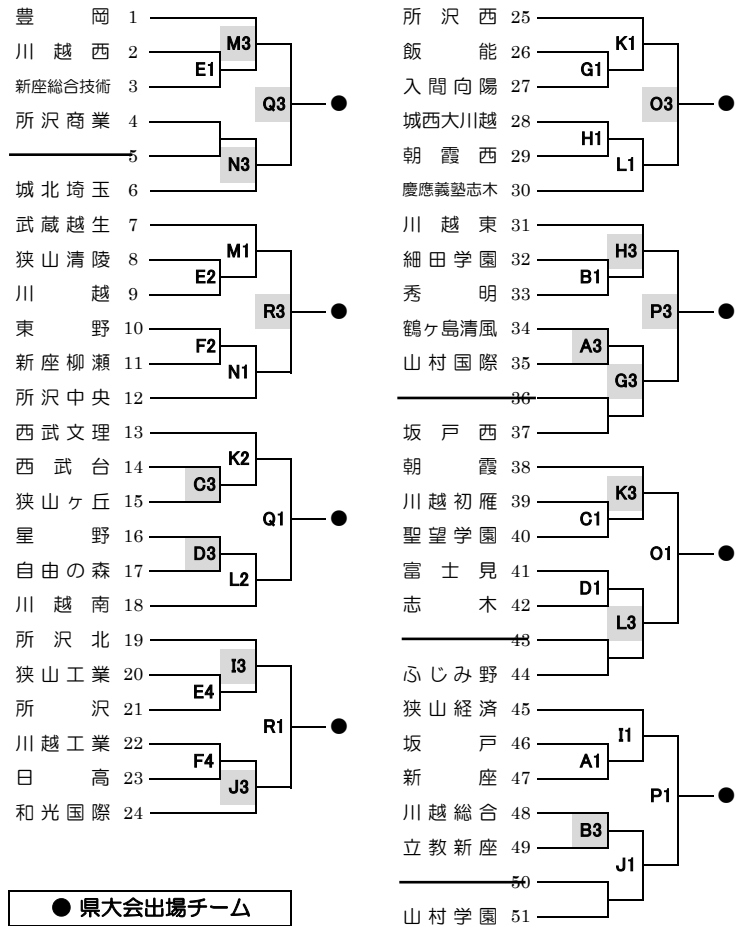 豊岡 1
M3
川越西 2
E1
新座総合技術 3
Q3
所沢商業 4
5
N3
城北埼玉 6
武蔵越生 7
M1
狭山清陵 8
E2
川越 9
R3
東野 10
F2
新座柳瀬 11
N1
所沢中央 12
西武文理 13
K2
西武台 14
C3
狭山ヶ丘 15
Q1
星野 16
D3
自由の森 17
L2
川越南 18
所沢北 19
I3
狭山工業 20
E4
所沢 21
R1
川越工業 22
F4
日高 23
J3
和光国際 24
● 県大会出場チーム
所沢西 25
K1
飯能 26
G1
入間向陽 27
O3
城西大川越 28
H1
朝霞西 29
L1
慶應義塾志木 30
川越東 31
H3
細田学園 32
B1
秀明 33
P3
鶴ヶ島清風 34
A3
山村国際 35
G3
36
坂戸西 37
朝霞 38
K3
川越初雁 39
C1
聖望学園 40
O1
富士見 41
D1
志木 42
L3
43
ふじみ野 44
狭山経済 45
I1
坂戸 46
A1
新座 47
P1
川越総合 48
B3
立教新座 49
J1
50
山村学園 51